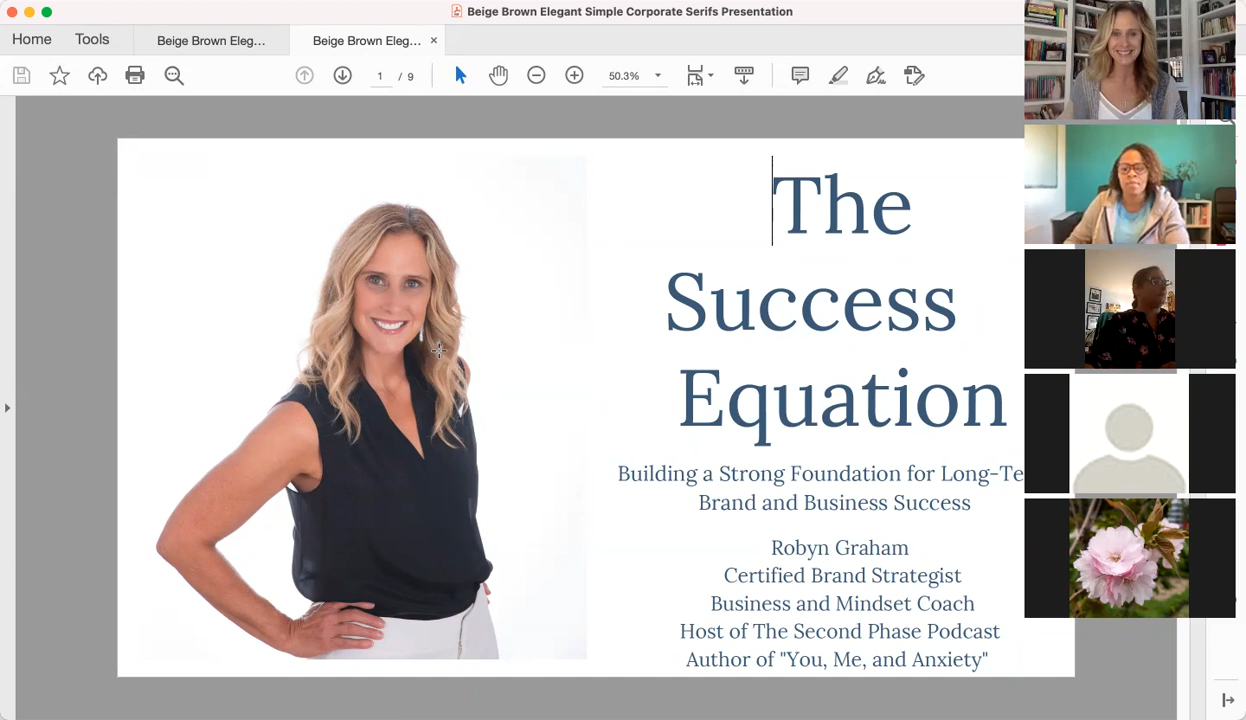 Beige Brown Elegant Simple Corporate Serifs Presentation
Home
Tools
Beige Brown Eleg...
Beige Brown Eleg... ×
1 / 9
50.3%
The
Success
Equation
Building a Strong Foundation for Long-Te
Brand and Business Success
Robyn Graham
Certified Brand Strategist
Business and Mindset Coach
Host of The Second Phase Podcast
Author of "You, Me, and Anxiety"